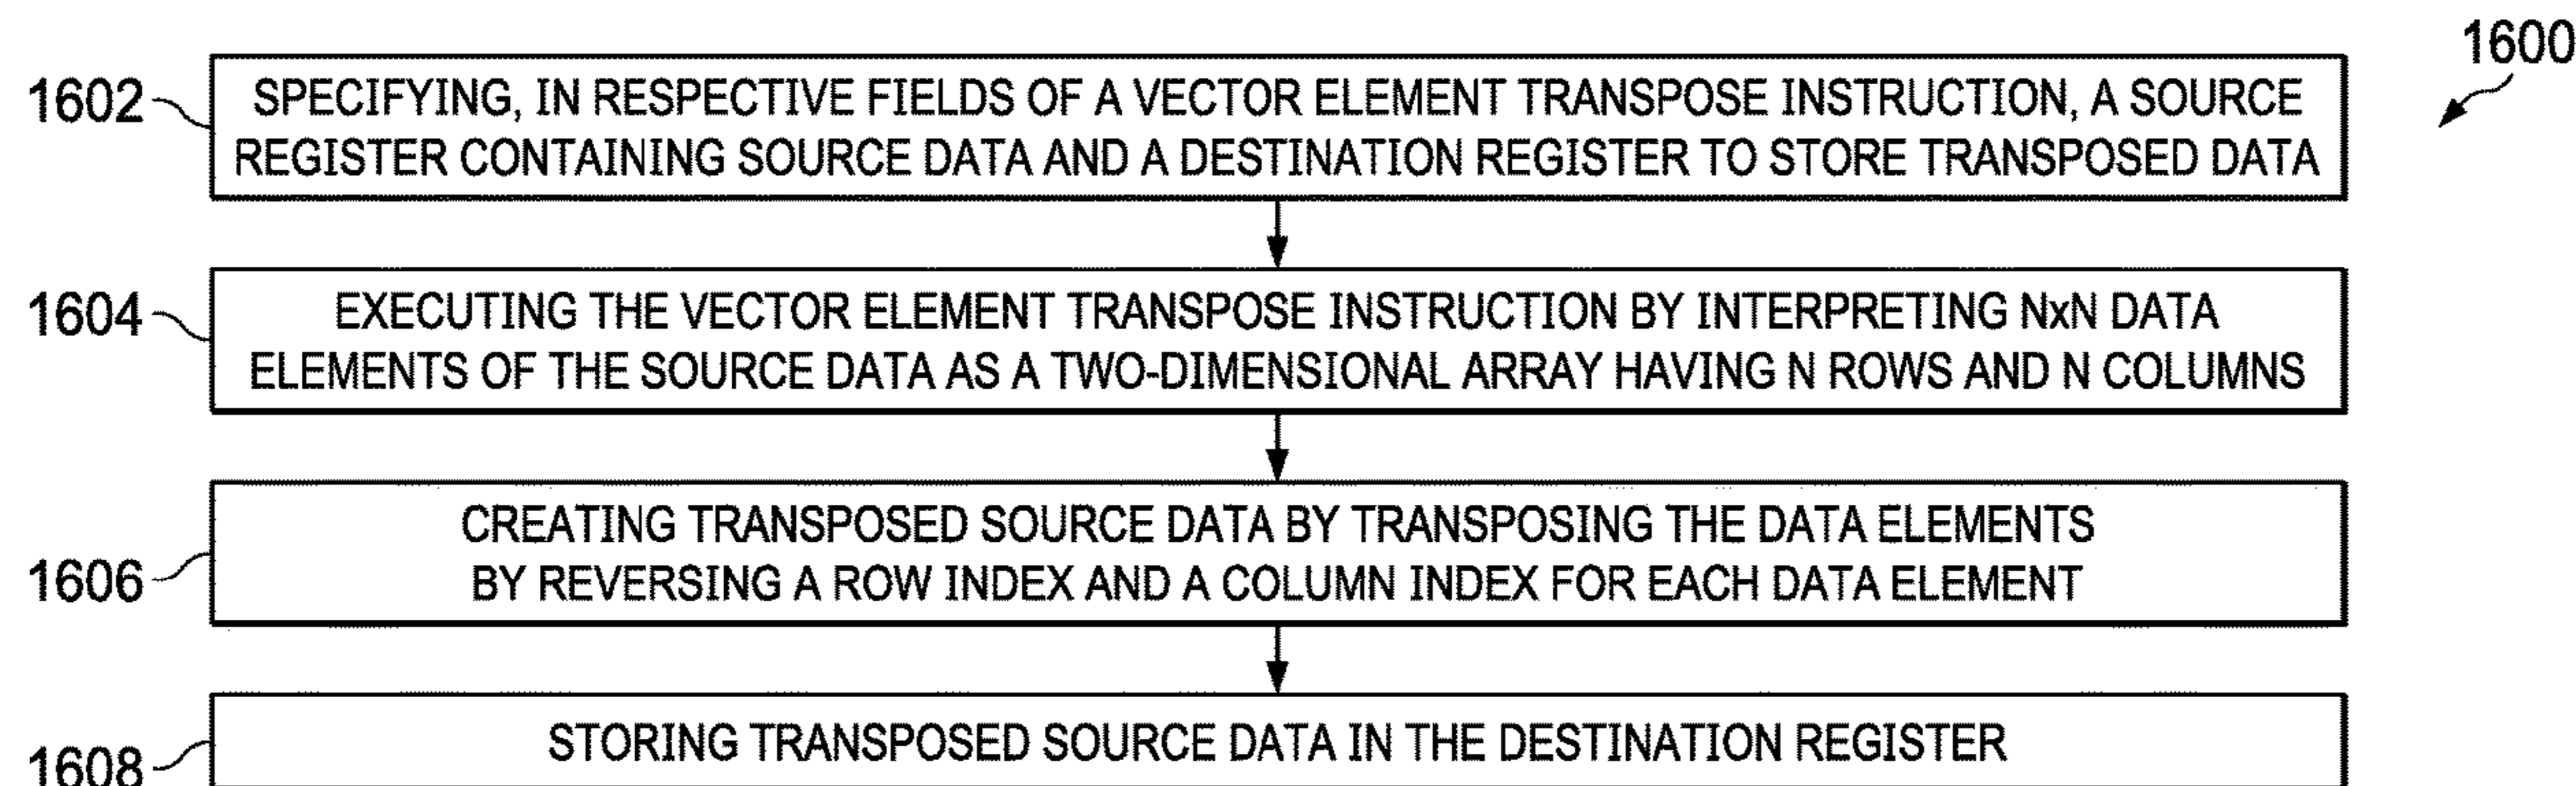 1600
1602
SPECIFYING, IN RESPECTIVE FIELDS OF A VECTOR ELEMENT TRANSPOSE INSTRUCTION, A SOURCE
REGISTER CONTAINING SOURCE DATA AND A DESTINATION REGISTER TO STORE TRANSPOSED DATA
1604
EXECUTING THE VECTOR ELEMENT TRANSPOSE INSTRUCTION BY INTERPRETING NxN DATA
ELEMENTS OF THE SOURCE DATA AS A TWO-DIMENSIONAL ARRAY HAVING N ROWS AND N COLUMNS
1606
CREATING TRANSPOSED SOURCE DATA BY TRANSPOSING THE DATA ELEMENTS
BY REVERSING A ROW INDEX AND A COLUMN INDEX FOR EACH DATA ELEMENT
1608
STORING TRANSPOSED SOURCE DATA IN THE DESTINATION REGISTER